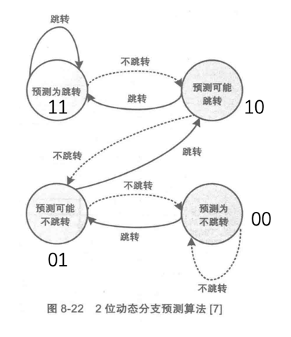 跳转
不跳转
预测为跳转
11
跳转
预测可能
跳转
10
不跳转
跳转
不跳转
预测可能
不跳转
01
跳转
预测为
不跳转
00
不跳转
图 8-22 2 位动态分支预测算法 [7]